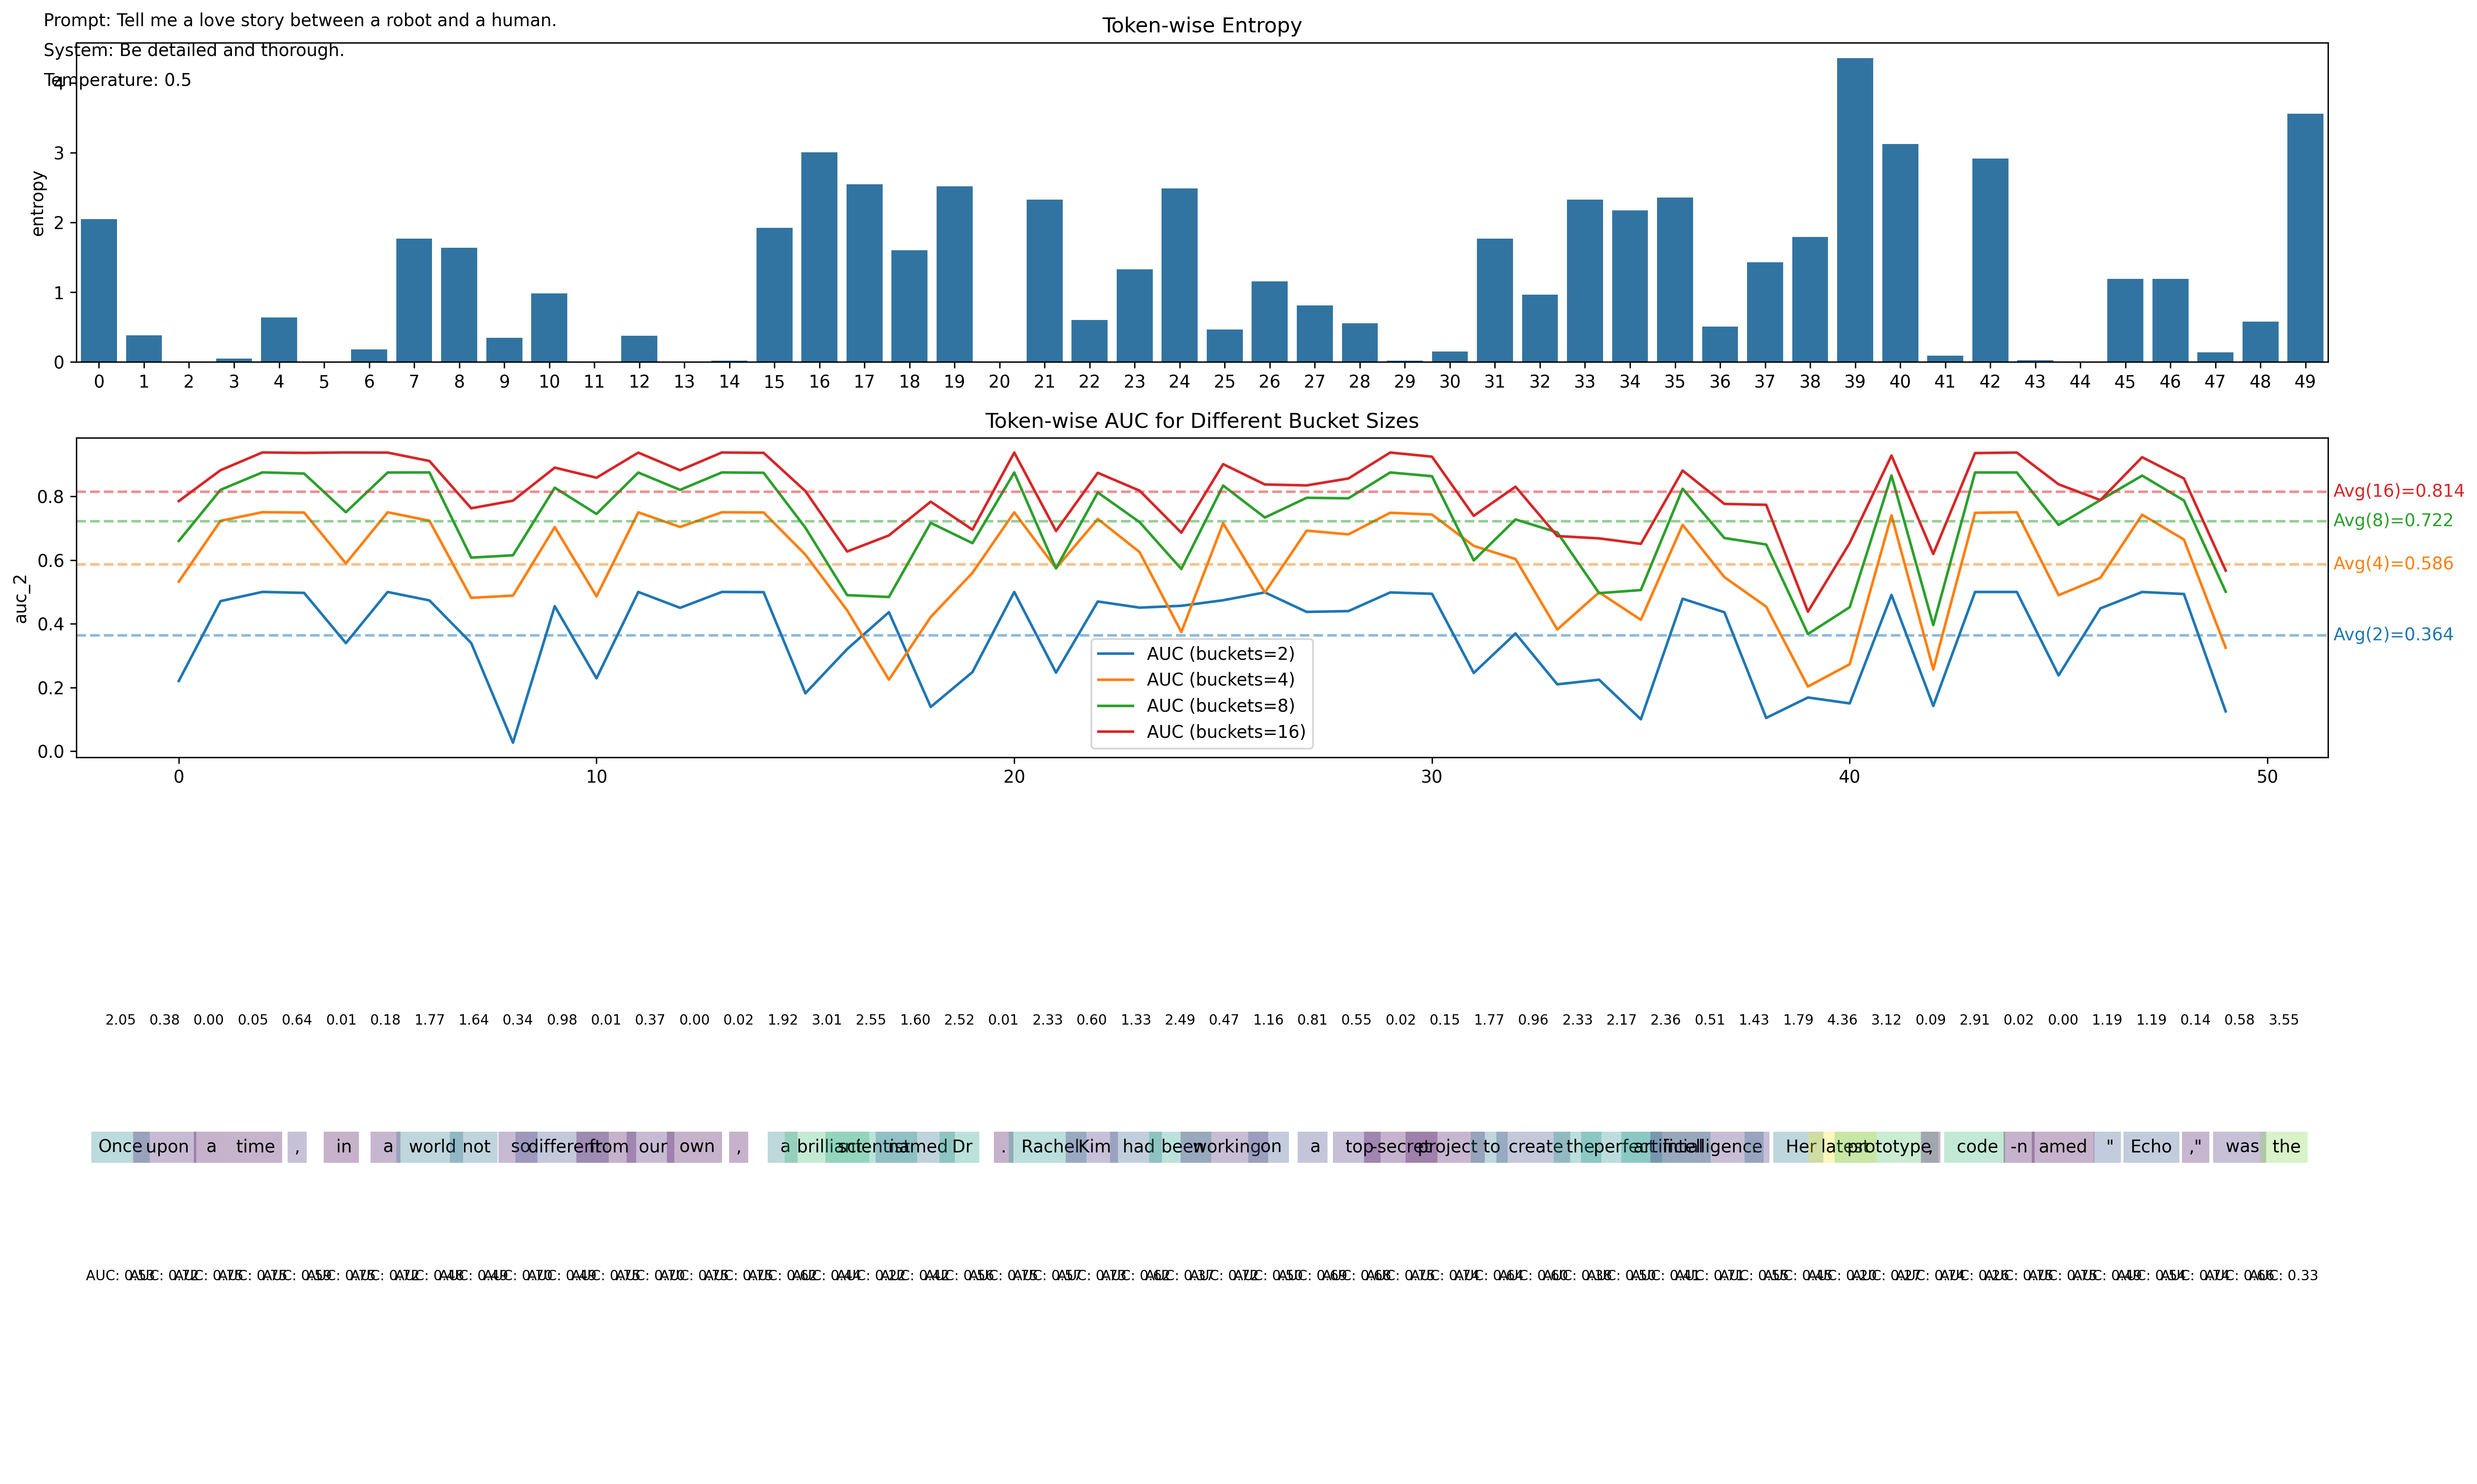 Prompt: Tell me a love story between a robot and a human.
System: Be detailed and thorough.
Temperature: 0.5
Token-wise Entropy
entropy
4
3
2
1
0
0 1 2 3 4 5 6 7 8 9 10 11 12 13 14 15 16 17 18 19 20 21 22 23 24 25 26 27 28 29 30 31 32 33 34 35 36 37 38 39 40 41 42 43 44 45 46 47 48 49
Token-wise AUC for Different Bucket Sizes
auc_2
0.8
0.6
0.4
0.2
0.0
Avg(16)=0.814
Avg(8)=0.722
Avg(4)=0.586
Avg(2)=0.364
AUC (buckets=2)
AUC (buckets=4)
AUC (buckets=8)
AUC (buckets=16)
0 10 20 30 40 50
2.05 0.38 0.00 0.05 0.64 0.01 0.18 1.77 1.64 0.34 0.98 0.01 0.37 0.00 0.02 1.92 3.01 2.55 1.60 2.52 0.01 2.33 0.60 1.33 2.49 0.47 1.16 0.81 0.55 0.02 0.15 1.77 0.96 2.33 2.17 2.36 0.51 1.43 1.79 4.36 3.12 0.09 2.91 0.02 0.00 1.19 1.19 0.14 0.58 3.55
Once upon a time , in a world not so different from our own , a brilliant scientist named Dr . Rachel Kim had been working on a top -secret project to create the perfect artificial intelligence . Her latest prototype , code -n amed " Echo ," was the